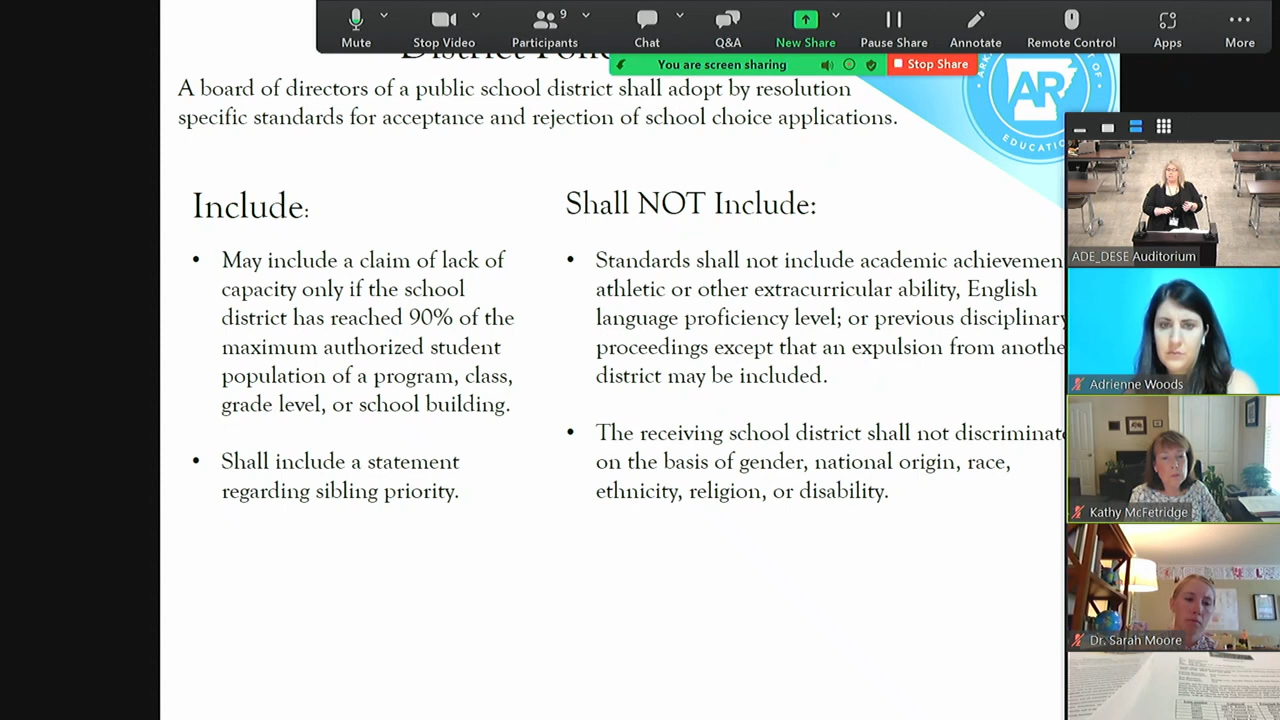 9
Mute
Stop Video
Participants
Chat
Q&A
New Share
Pause Share
Annotate
Remote Control
Apps
More
You are screen sharing
Stop Share
A board of directors of a public school district shall adopt by resolution
specific standards for acceptance and rejection of school choice applications.
AR
EDUCATIO
Include:
• May include a claim of lack of
capacity only if the school
district has reached 90% of the
maximum authorized student
population of a program, class,
grade level, or school building.
• Shall include a statement
regarding sibling priority.
Shall NOT Include:
• Standards shall not include academic achievemen
athletic or other extracurricular ability, English
language proficiency level; or previous disciplinary
proceedings except that an expulsion from anothe
district may be included.
• The receiving school district shall not discriminat
on the basis of gender, national origin, race,
ethnicity, religion, or disability.
ADE_DESE Auditorium
Adrienne Woods
Kathy McFetridge
Dr. Sarah Moore